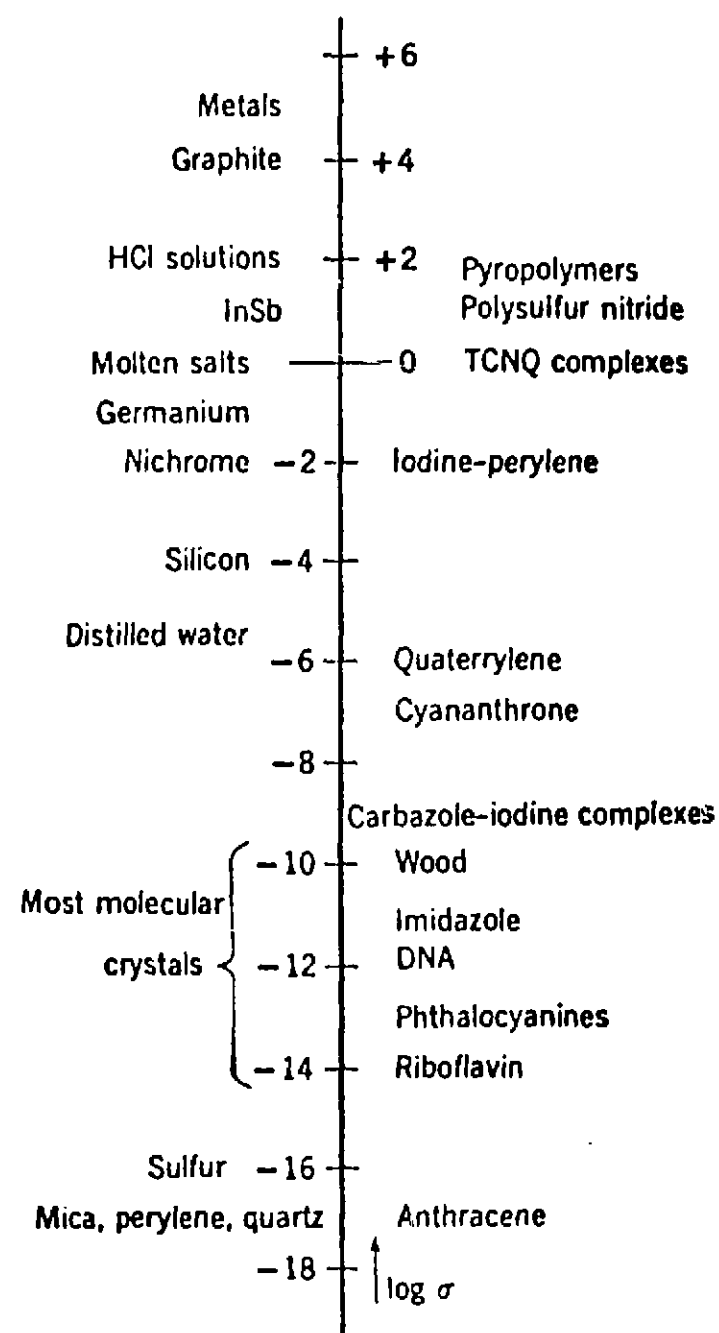 +6
Metals
Graphite +4
HCl solutions +2 Pyropolymers
InSb Polysulfur nitride
Molten salts 0 TCNQ complexes
Germanium
Nichrome −2 Iodine-perylene
Silicon −4
Distilled water
−6 Quaterrylene
Cyananthrone
−8
Carbazole-iodine complexes
−10 Wood
Most molecular Imidazole
crystals −12 DNA
Phthalocyanines
−14 Riboflavin
Sulfur −16
Mica, perylene, quartz Anthracene
−18 log σ